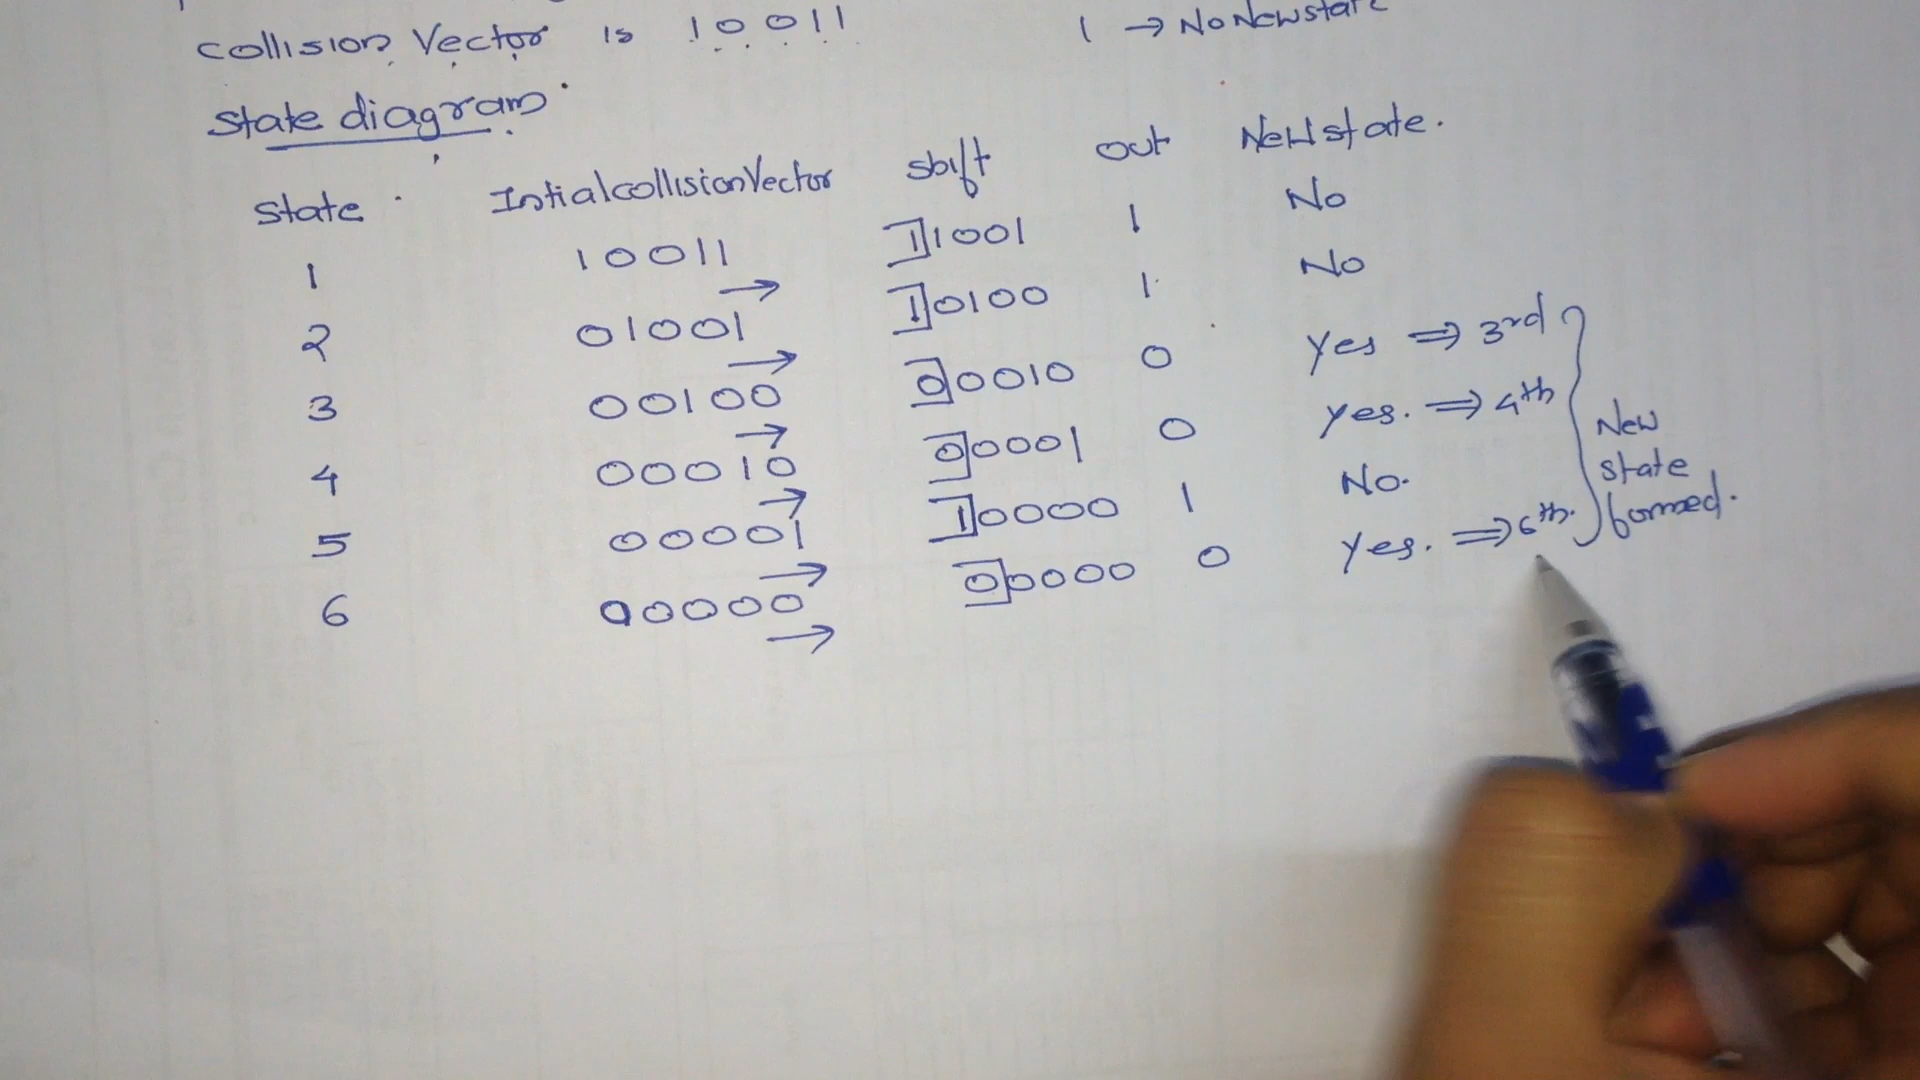 Collision Vector is 10011 1 → No New state
State diagram
State Intialcollision Vector shift out New state.
1 10011 → 1]1001 1 No
2 01001 → 1]0100 1 No
3 00100 → 0]0010 0 Yes ⇒ 3rd
4 00010 → 0]0001 0 Yes. ⇒ 4th
5 00001 → 1]0000 1 No.
6 00000 → 0]0000 0 Yes. ⇒ 6th.
New
state
formed.